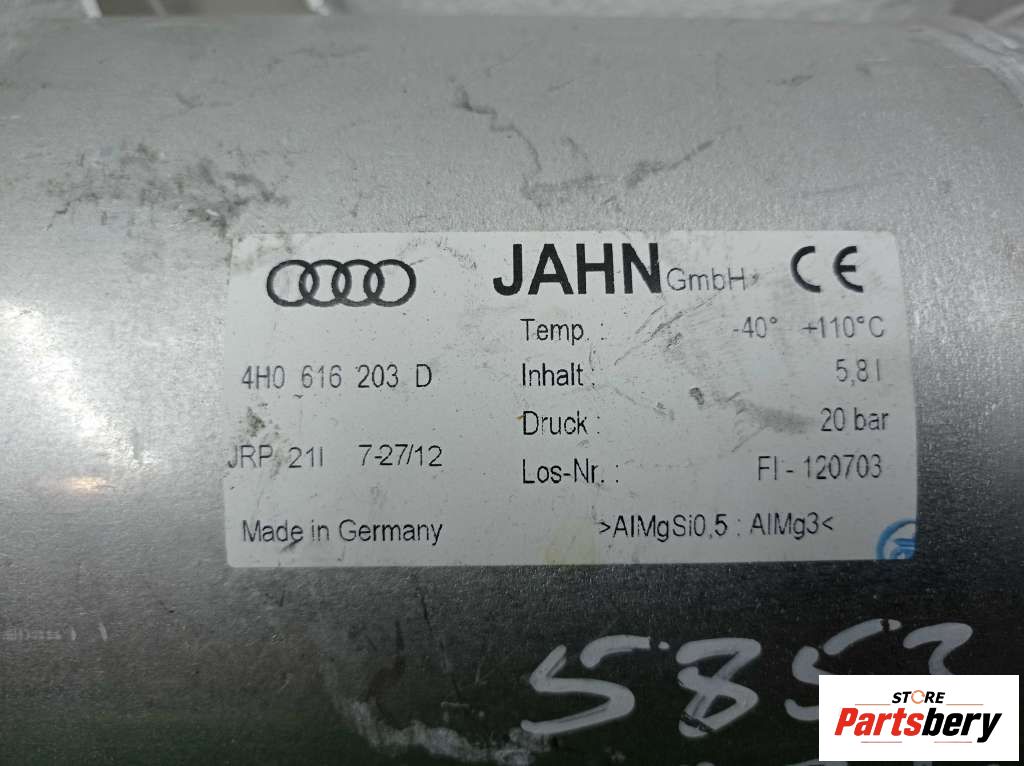 JAHN GmbH CE
Temp. : -40° +110°C
4H0 616 203 D
Inhalt : 5,8 l
Druck : 20 bar
JRP 21l 7-27/12
Los-Nr. : FI - 120703
Made in Germany >AlMgSi0,5 : AlMg3<
5853
STORE
Partsbery